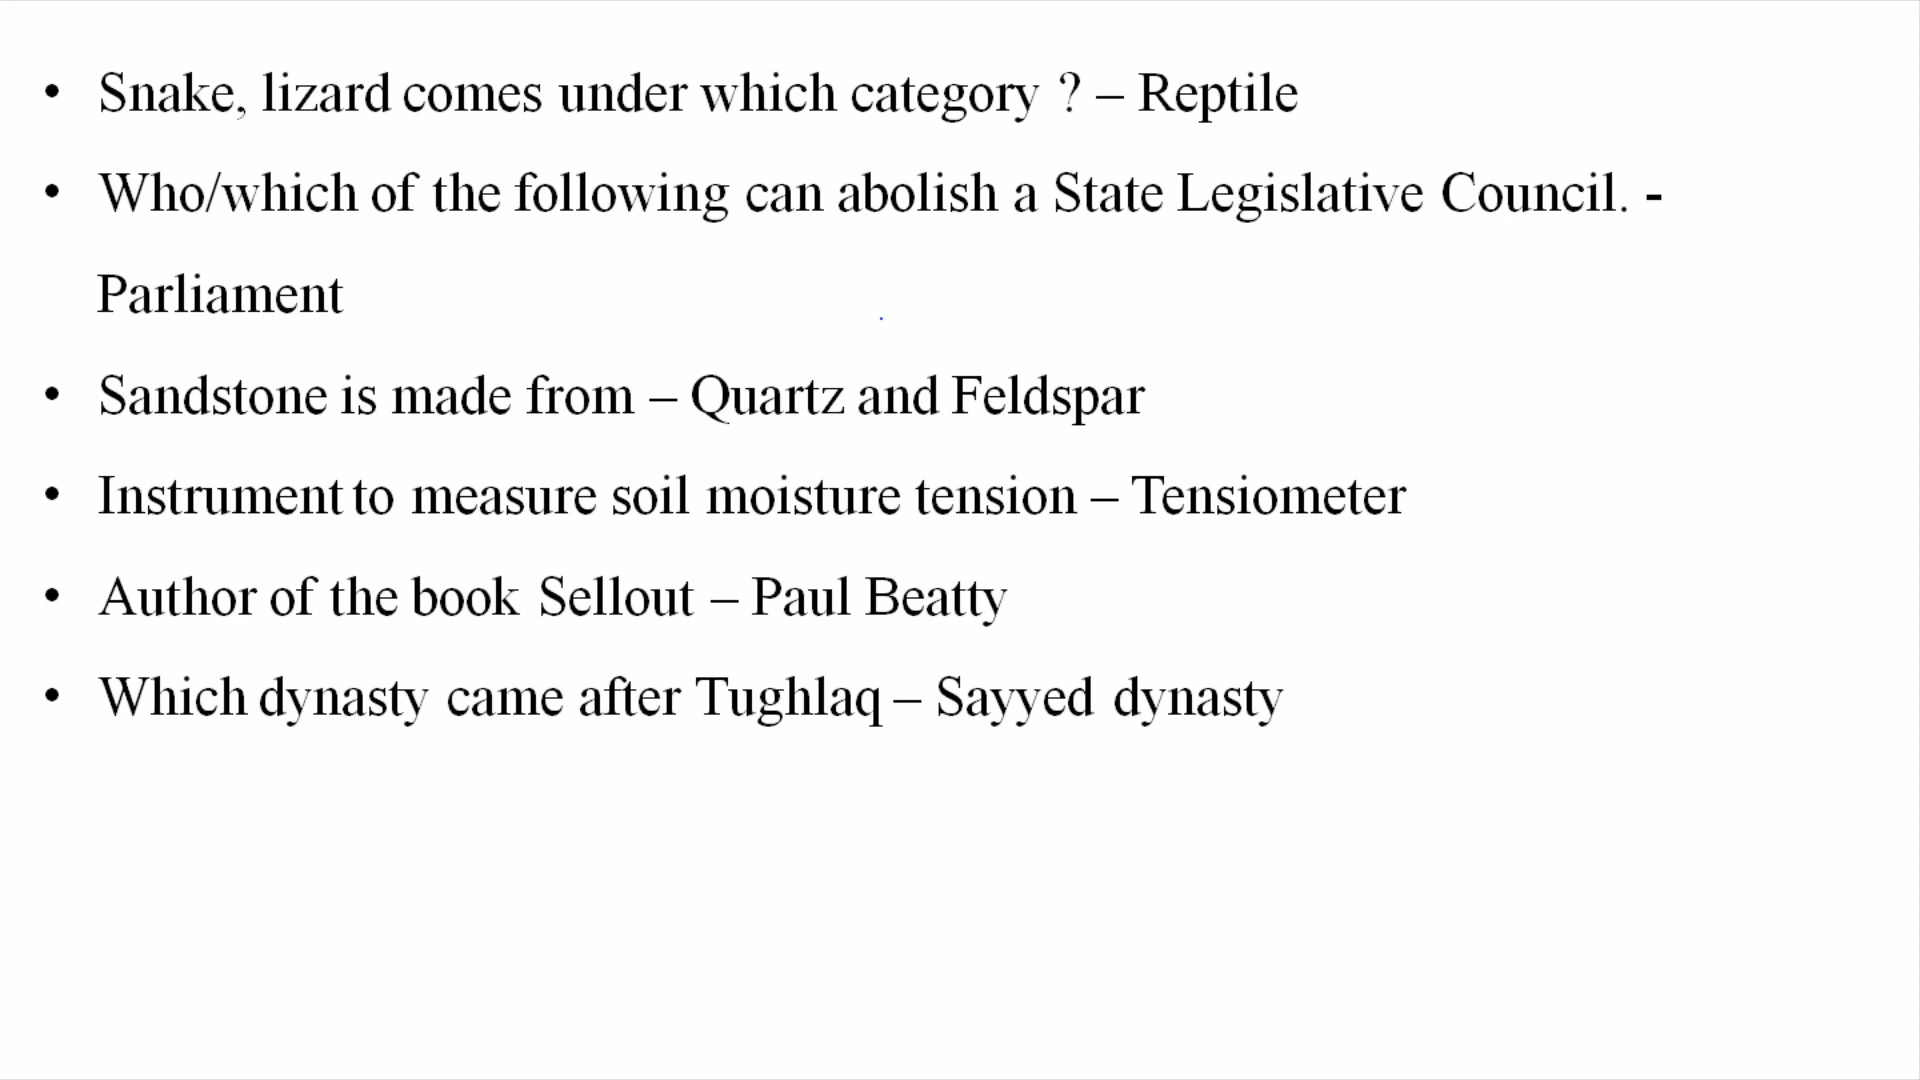 • Snake, lizard comes under which category ? – Reptile
• Who/which of the following can abolish a State Legislative Council. -
Parliament
• Sandstone is made from – Quartz and Feldspar
• Instrument to measure soil moisture tension – Tensiometer
• Author of the book Sellout – Paul Beatty
• Which dynasty came after Tughlaq – Sayyed dynasty